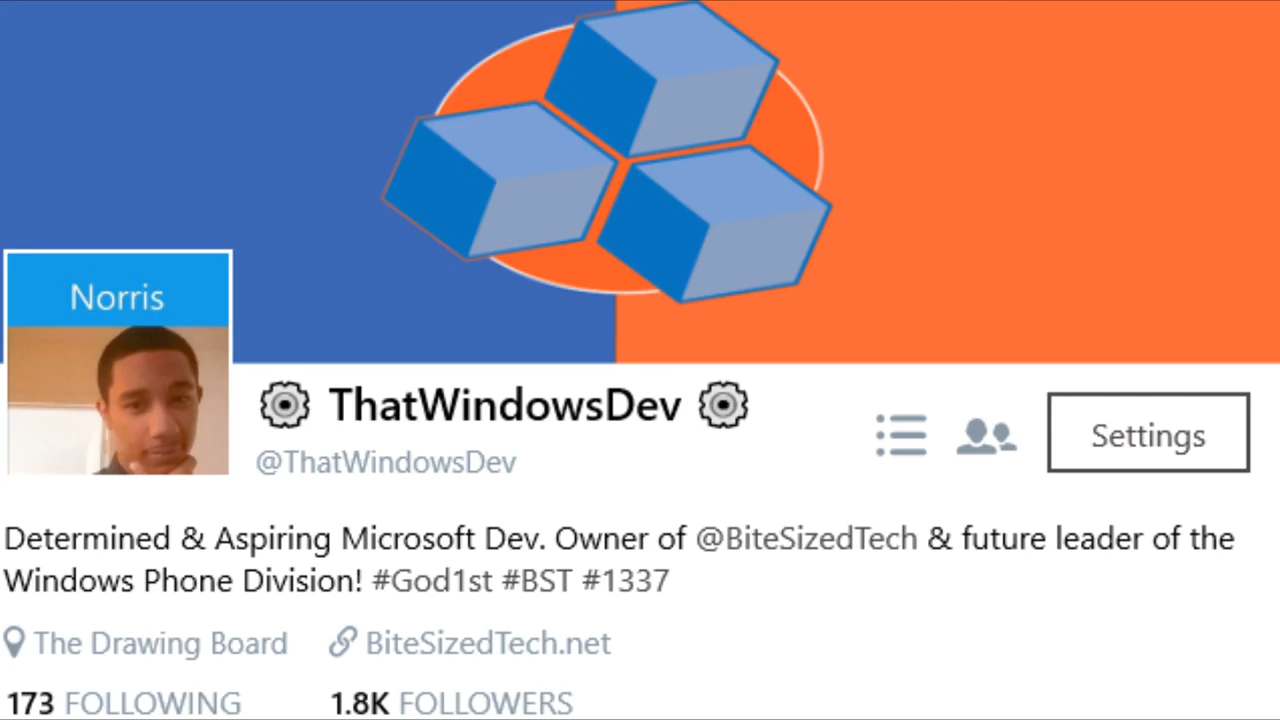 Norris
ThatWindowsDev
@ThatWindowsDev
Settings
Determined & Aspiring Microsoft Dev. Owner of @BiteSizedTech & future leader of the
Windows Phone Division! #God1st #BST #1337
The Drawing Board
BiteSizedTech.net
173 FOLLOWING
1.8K FOLLOWERS